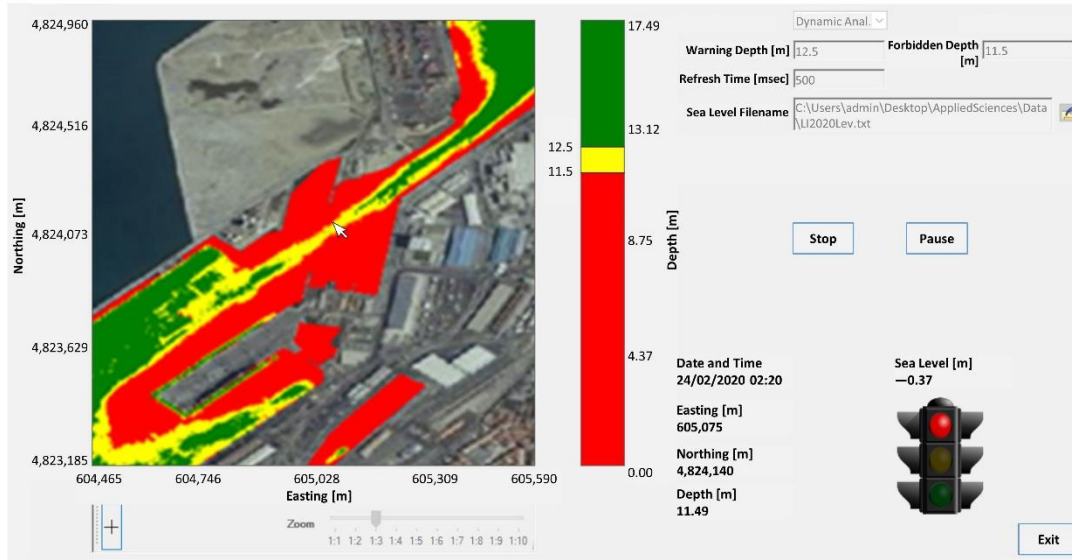 4,824,960
4,824,516
4,824,073
4,823,629
4,823,185
Northing [m]
604,465
604,746
605,028
605,309
605,590
Easting [m]
Zoom
1:1 1:2 1:3 1:4 1:5 1:6 1:7 1:8 1:9 1:10
17.49
13.12
12.5
11.5
8.75
4.37
0.00
Depth [m]
Dynamic Anal.
Warning Depth [m] 12.5
Forbidden Depth
[m] 11.5
Refresh Time [msec] 500
Sea Level Filename C:\Users\admin\Desktop\AppliedSciences\Data
\LI2020Lev.txt
Stop
Pause
Date and Time
24/02/2020 02:20
Sea Level [m]
—0.37
Easting [m]
605,075
Northing [m]
4,824,140
Depth [m]
11.49
Exit